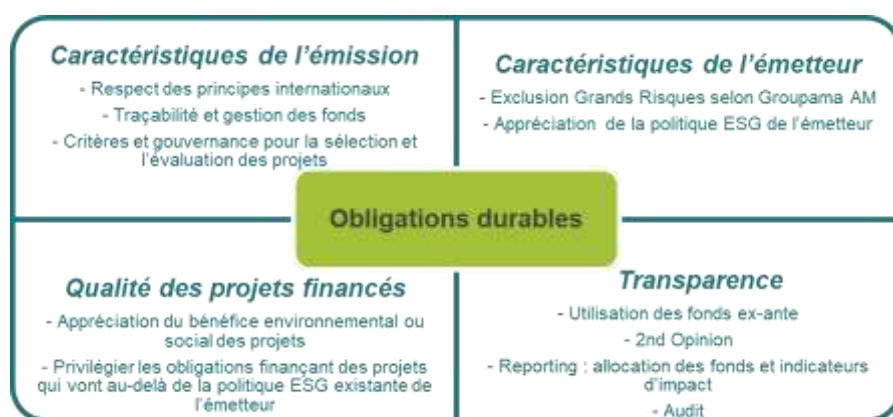 Caractéristiques de l'émission
- Respect des principes internationaux
- Traçabilité et gestion des fonds
- Critères et gouvernance pour la sélection et
l'évaluation des projets
Caractéristiques de l'émetteur
- Exclusion Grands Risques selon Groupama AM
- Appréciation de la politique ESG de l'émetteur
Obligations durables
Qualité des projets financés
- Appréciation du bénéfice environnemental ou
social des projets
- Privilégier les obligations finançant des projets
qui vont au-delà de la politique ESG existante de
l'émetteur
Transparence
- Utilisation des fonds ex-ante
- 2nd Opinion
- Reporting : allocation des fonds et indicateurs
d'impact
- Audit